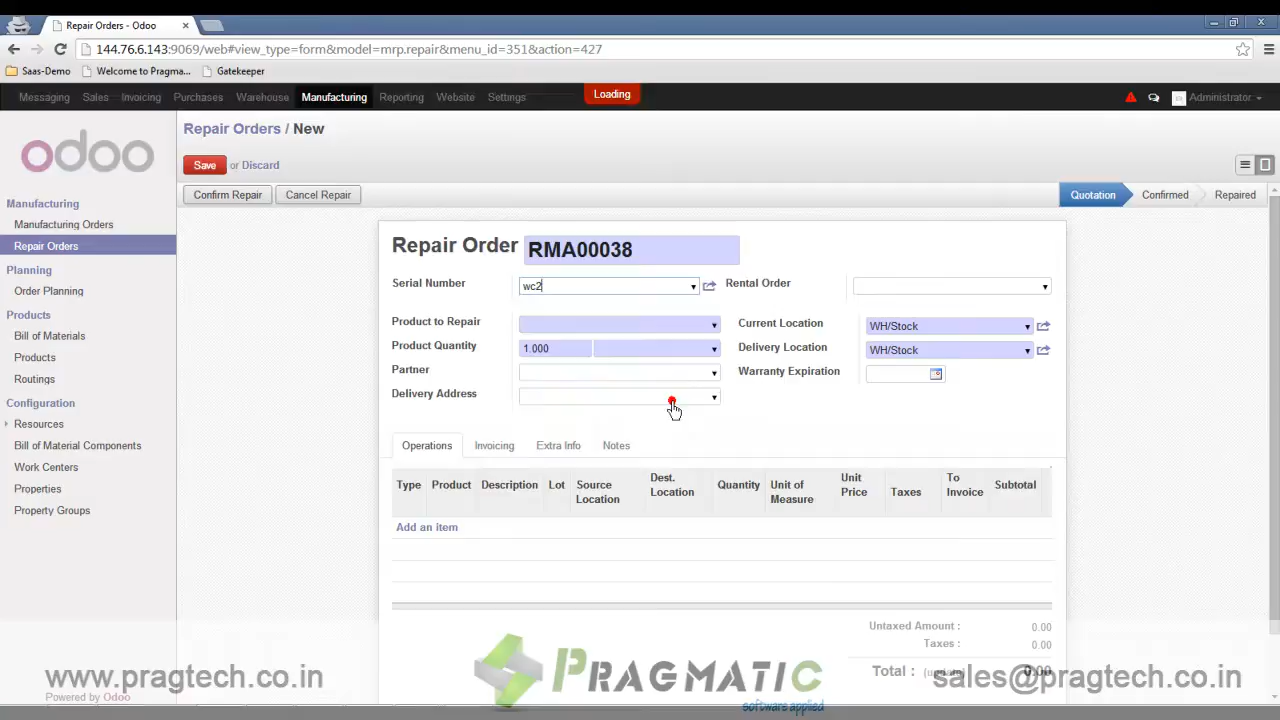 Repair Orders - Odoo
144.76.6.143:9069/web#view_type=form&model=mrp.repair&menu_id=351&action=427
Saas-Demo Welcome to Pragma... Gatekeeper
Messaging Sales Invoicing Purchases Warehouse Manufacturing Reporting Website Settings Loading Administrator
odoo
Repair Orders / New
Save or Discard
Confirm Repair Cancel Repair Quotation Confirmed Repaired
Manufacturing
Manufacturing Orders
Repair Orders
Planning
Order Planning
Products
Bill of Materials
Products
Routings
Configuration
Resources
Bill of Material Components
Work Centers
Properties
Property Groups
Repair Order RMA00038
Serial Number wc2 Rental Order
Product to Repair Current Location WH/Stock
Product Quantity 1.000 Delivery Location WH/Stock
Partner Warranty Expiration
Delivery Address
Operations Invoicing Extra Info Notes
Type Product Description Lot Source Location Dest. Location Quantity Unit of Measure Unit Price Taxes To Invoice Subtotal
Add an item
Untaxed Amount : 0.00
Taxes : 0.00
Total : (update) 0.00
www.pragtech.co.in PRAGMATIC sales@pragtech.co.in
software applied
Powered by Odoo